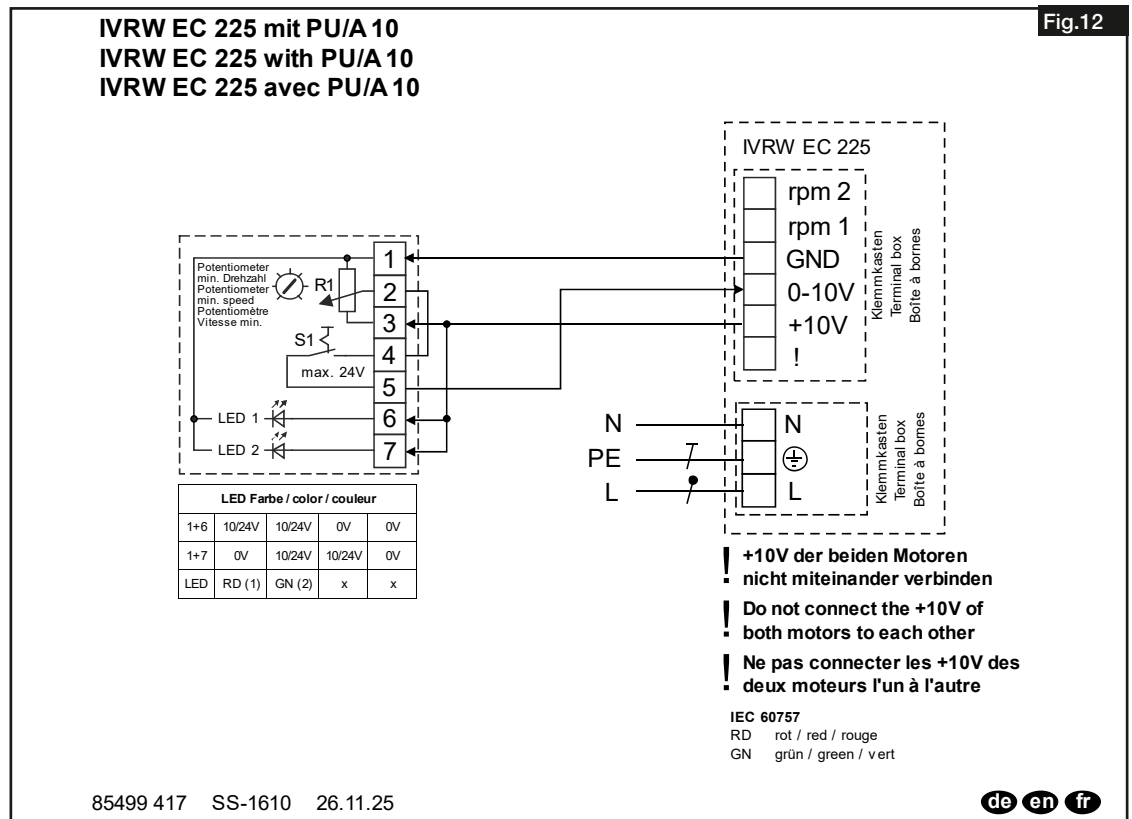 Fig.12
IVRW EC 225 mit PU/A 10
IVRW EC 225 with PU/A 10
IVRW EC 225 avec PU/A 10
IVRW EC 225
rpm 2
rpm 1
GND
0-10V
+10V
!
Klemmkasten
Terminal box
Boîte à bornes
Potentiometer
min. Drehzahl
Potentiometer
min. speed
Potentiomètre
Vitesse min.
R1
S1
max. 24V
LED 1
LED 2
1
2
3
4
5
6
7
N
PE
L
N
L
Klemmkasten
Terminal box
Boîte à bornes
LED Farbe / color / couleur
1+6 10/24V 10/24V 0V 0V
1+7 0V 10/24V 10/24V 0V
LED RD (1) GN (2) x x
! +10V der beiden Motoren
nicht miteinander verbinden
! Do not connect the +10V of
both motors to each other
! Ne pas connecter les +10V des
deux moteurs l'un à l'autre
IEC 60757
RD rot / red / rouge
GN grün / green / vert
85499 417 SS-1610 26.11.25
de en fr